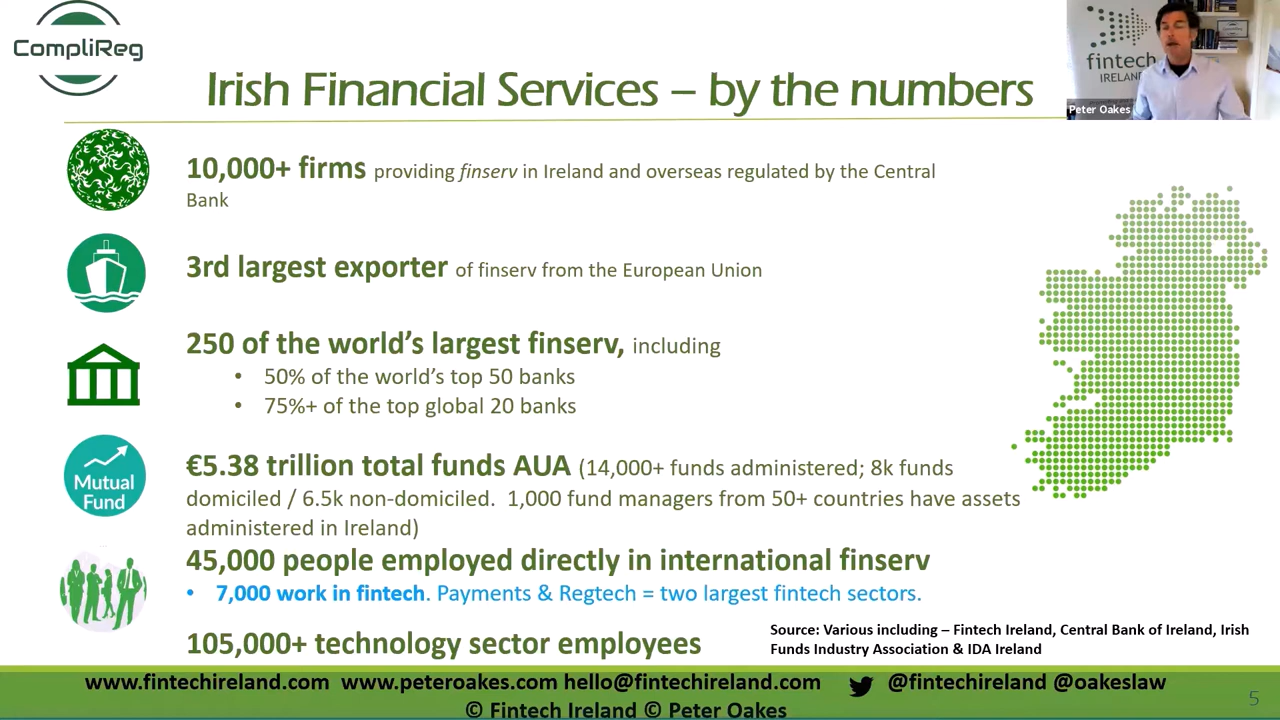 CompliReg
Irish Financial Services – by the numbers
fintech
IRELAND
Peter Oakes
10,000+ firms providing finserv in Ireland and overseas regulated by the Central
Bank
3rd largest exporter of finserv from the European Union
250 of the world's largest finserv, including
• 50% of the world's top 50 banks
• 75%+ of the top global 20 banks
Mutual
Fund
€5.38 trillion total funds AUA (14,000+ funds administered; 8k funds
domiciled / 6.5k non-domiciled. 1,000 fund managers from 50+ countries have assets
administered in Ireland)
45,000 people employed directly in international finserv
• 7,000 work in fintech. Payments & Regtech = two largest fintech sectors.
105,000+ technology sector employees
Source: Various including – Fintech Ireland, Central Bank of Ireland, Irish
Funds Industry Association & IDA Ireland
www.fintechireland.com www.peteroakes.com hello@fintechireland.com @fintechireland @oakeslaw
© Fintech Ireland © Peter Oakes
5